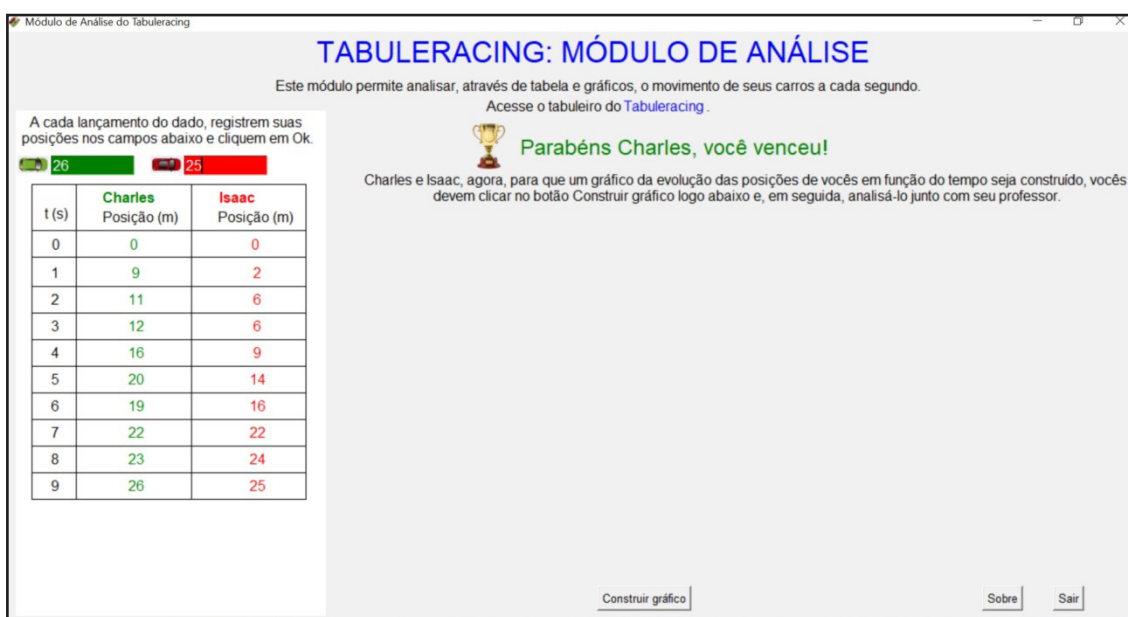 Módulo de Análise do Tabuleracing
TABULERACING: MÓDULO DE ANÁLISE
Este módulo permite analisar, através de tabela e gráficos, o movimento de seus carros a cada segundo.
Acesse o tabuleiro do Tabuleracing .
A cada lançamento do dado, registrem suas
posições nos campos abaixo e cliquem em Ok.
26 25
Parabéns Charles, você venceu!
Charles e Isaac, agora, para que um gráfico da evolução das posições de vocês em função do tempo seja construído, vocês
devem clicar no botão Construir gráfico logo abaixo e, em seguida, analisá-lo junto com seu professor.
Charles Isaac
t (s) Posição (m) Posição (m)
0 0 0
1 9 2
2 11 6
3 12 6
4 16 9
5 20 14
6 19 16
7 22 22
8 23 24
9 26 25
Construir gráfico Sobre Sair